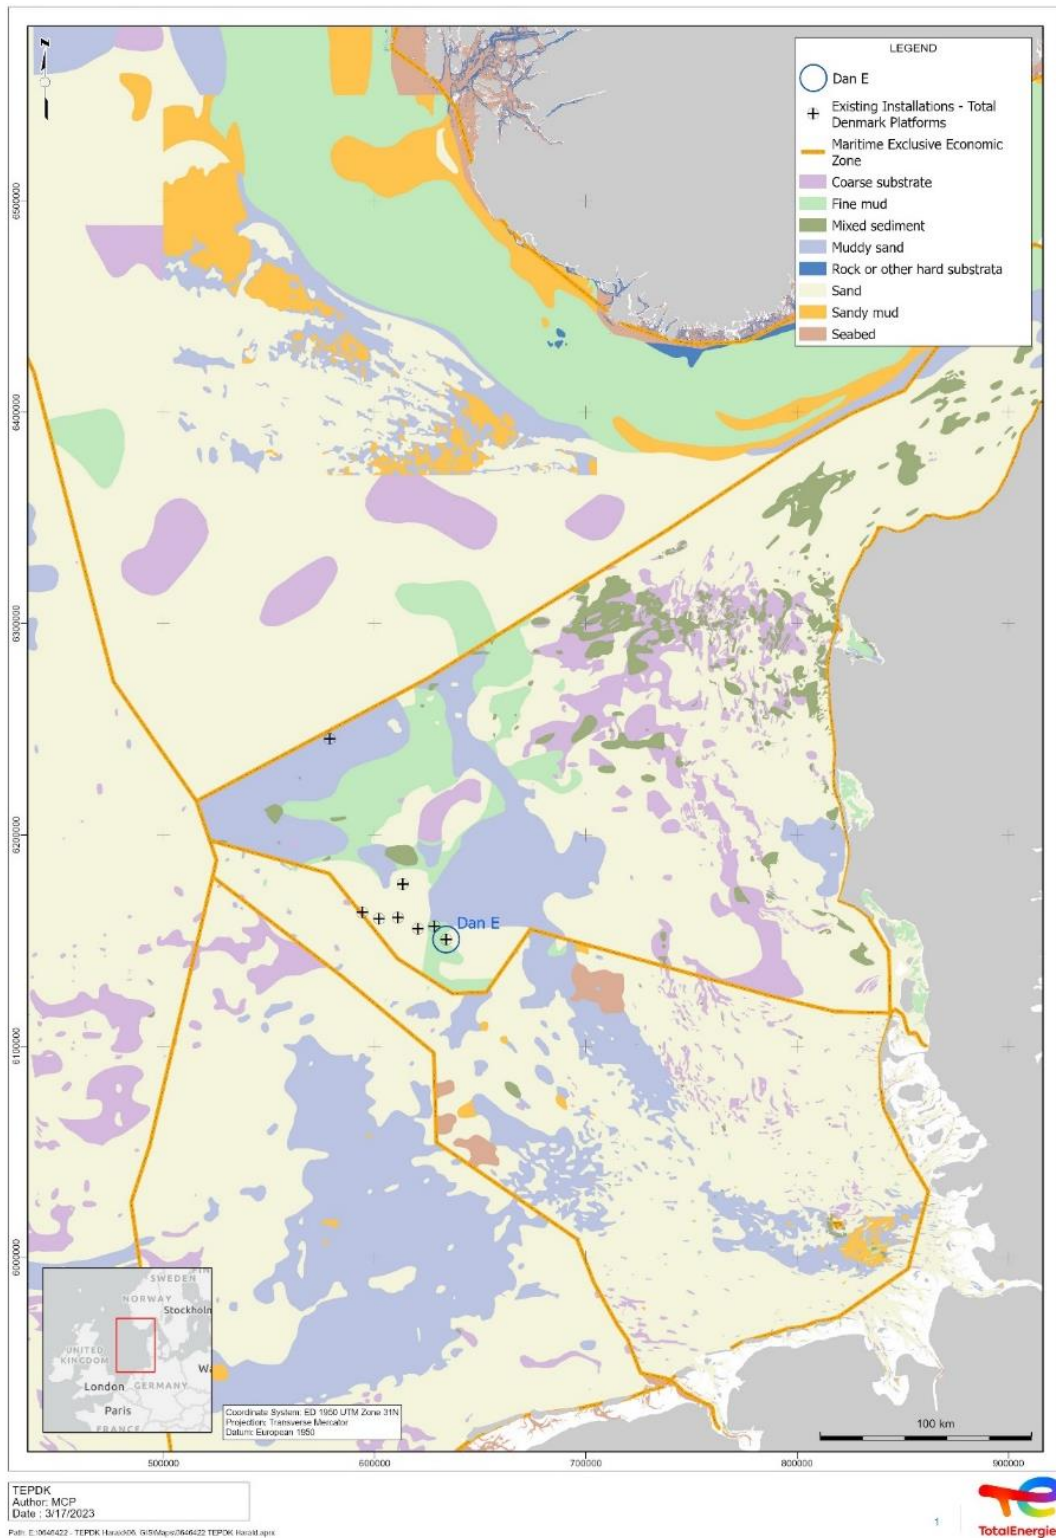 N
LEGEND
Dan E
Existing Installations - Total
Denmark Platforms
Maritime Exclusive Economic
Zone
Coarse substrate
Fine mud
Mixed sediment
Muddy sand
Rock or other hard substrata
Sand
Sandy mud
Seabed
6500000
6400000
6300000
6200000
6100000
6000000
Dan E
SWEDEN
NORWAY
Stockholm
UNITED
KINGDOM
London
GERMANY
Paris
FRANCE
Coordinate System: ED 1950 UTM Zone 31N
Projection: Transverse Mercator
Datum: European 1950
100 km
500000
600000
700000
800000
900000
TEPDK
Author: MCP
Date : 3/17/2023
1
TotalEnergie